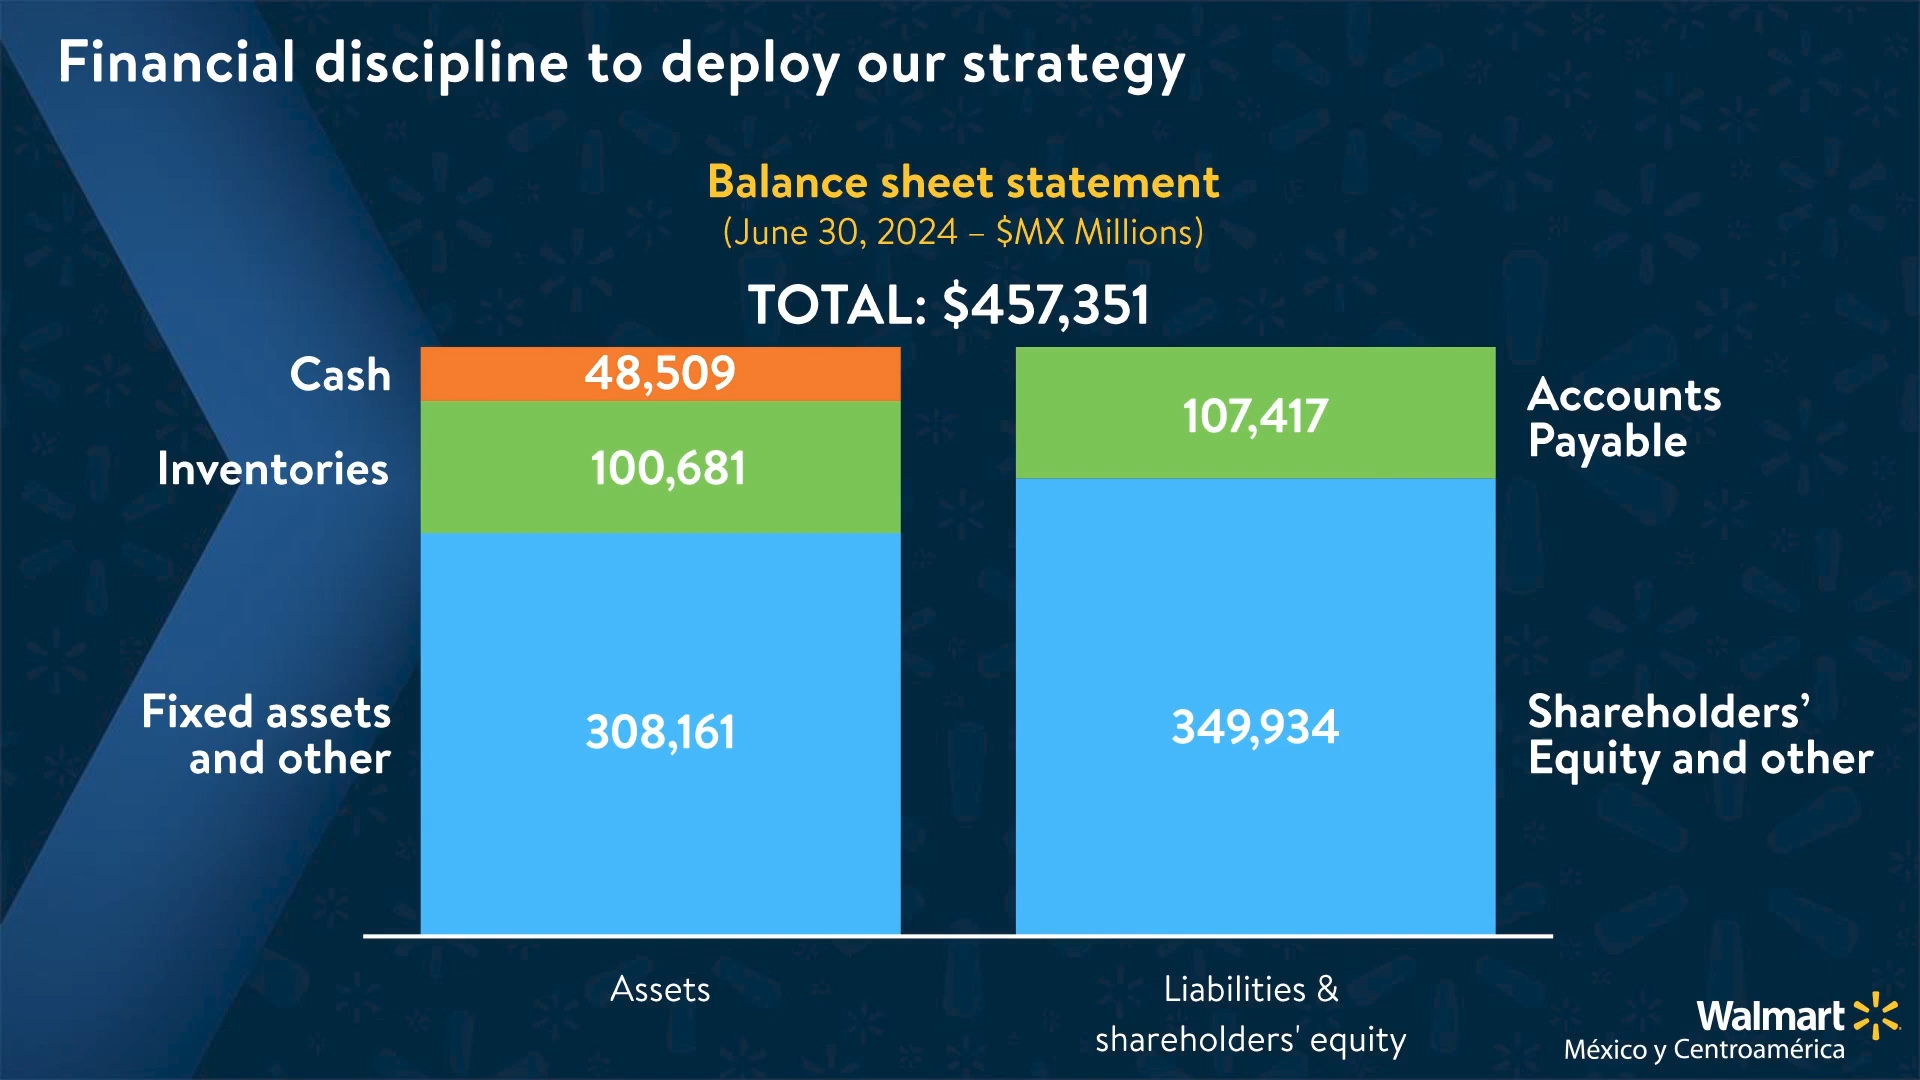 Financial discipline to deploy our strategy
Balance sheet statement
(June 30, 2024 – $MX Millions)
TOTAL: $457,351
Cash
48,509
Inventories
100,681
Fixed assets
and other
308,161
107,417
Accounts
Payable
349,934
Shareholders’
Equity and other
Assets
Liabilities &
shareholders' equity
Walmart
México y Centroamérica